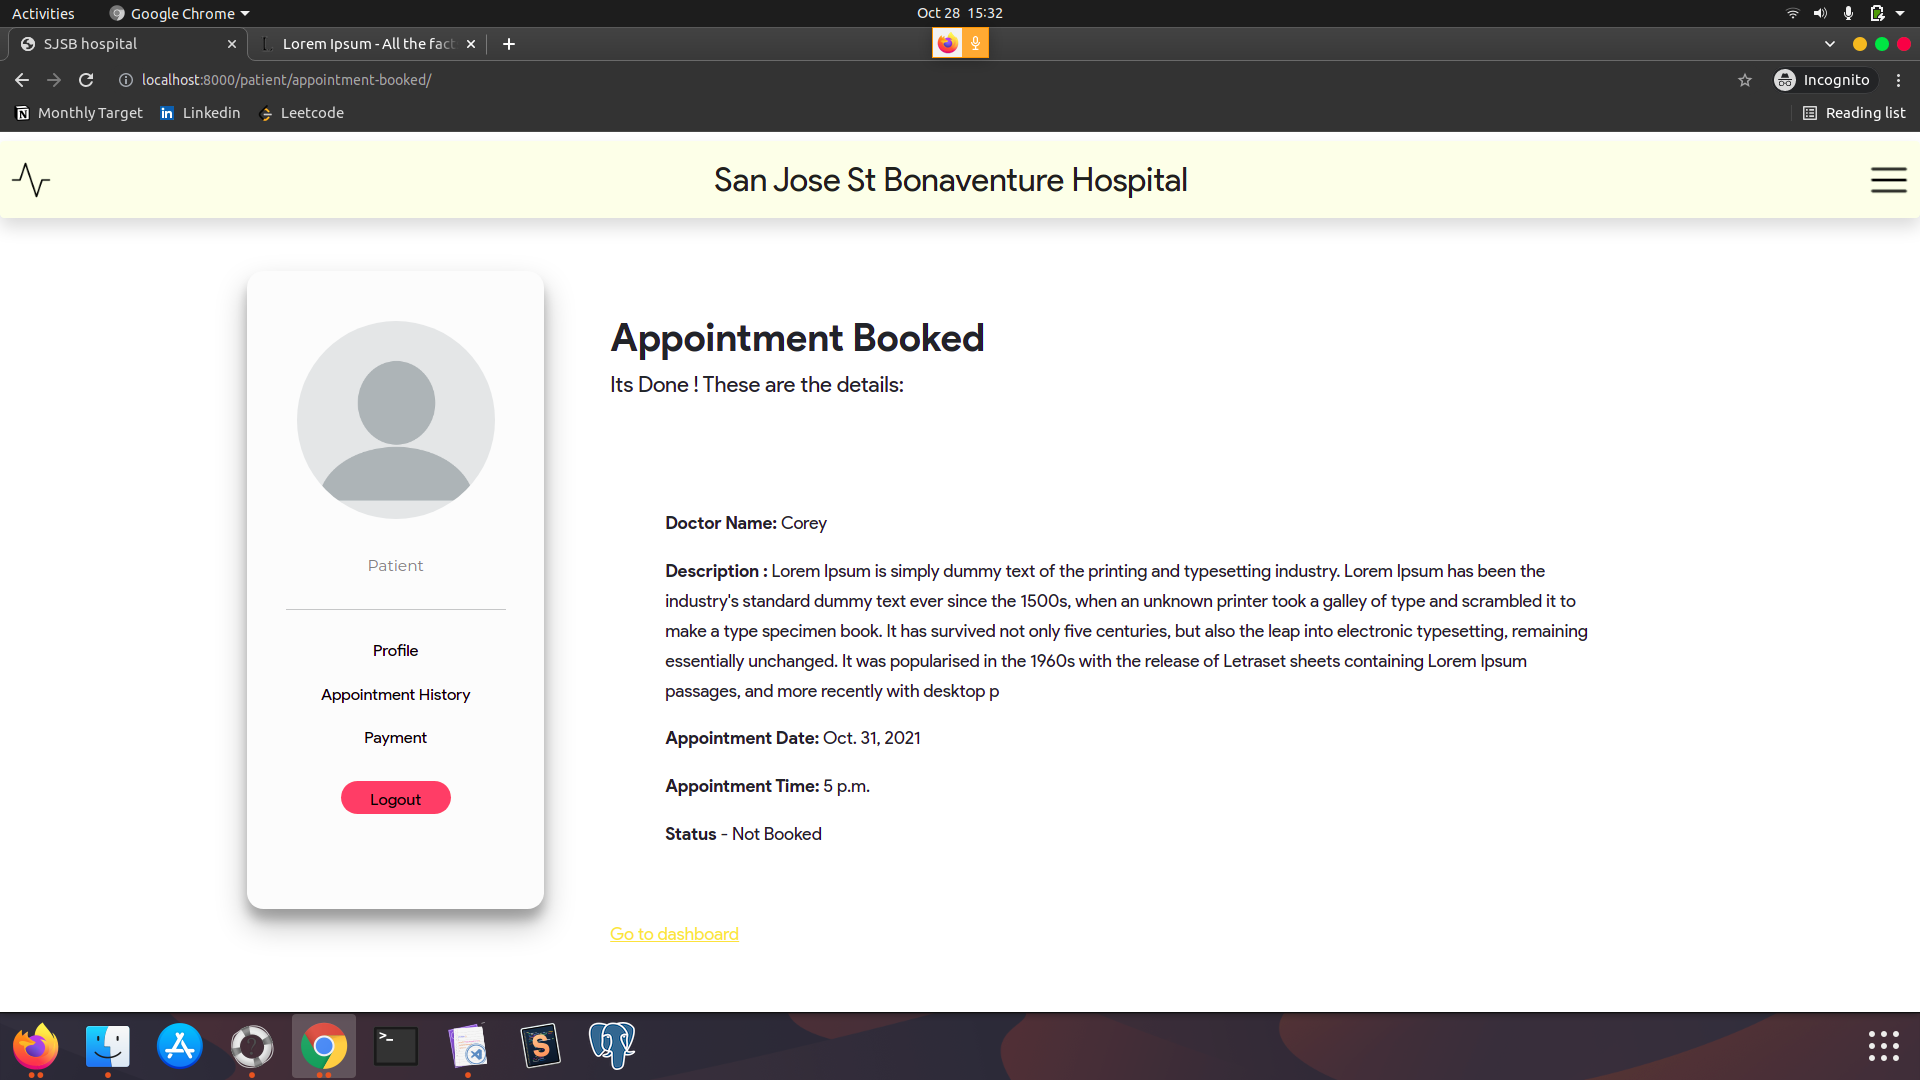 Activities
Google Chrome
Oct 28 15:32
SJSB hospital
Lorem Ipsum - All the fact
localhost:8000/patient/appointment-booked/
Incognito
Monthly Target
Linkedin
Leetcode
Reading list
San Jose St Bonaventure Hospital
Patient
Profile
Appointment History
Payment
Logout
Appointment Booked
Its Done ! These are the details:
Doctor Name: Corey
Description : Lorem Ipsum is simply dummy text of the printing and typesetting industry. Lorem Ipsum has been the
industry's standard dummy text ever since the 1500s, when an unknown printer took a galley of type and scrambled it to
make a type specimen book. It has survived not only five centuries, but also the leap into electronic typesetting, remaining
essentially unchanged. It was popularised in the 1960s with the release of Letraset sheets containing Lorem Ipsum
passages, and more recently with desktop p
Appointment Date: Oct. 31, 2021
Appointment Time: 5 p.m.
Status - Not Booked
Go to dashboard